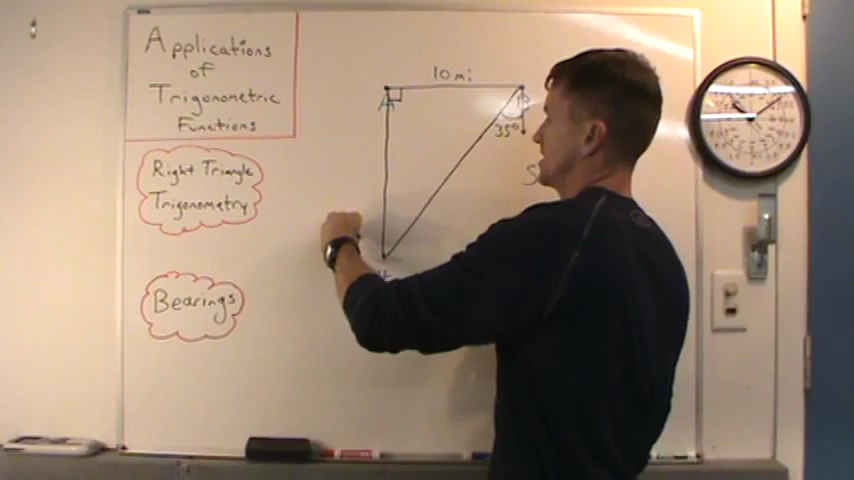 Applications
of
Trigonometric
Functions
Right Triangle
Trigonometry
Bearings
10 mi
A
B
35°
S